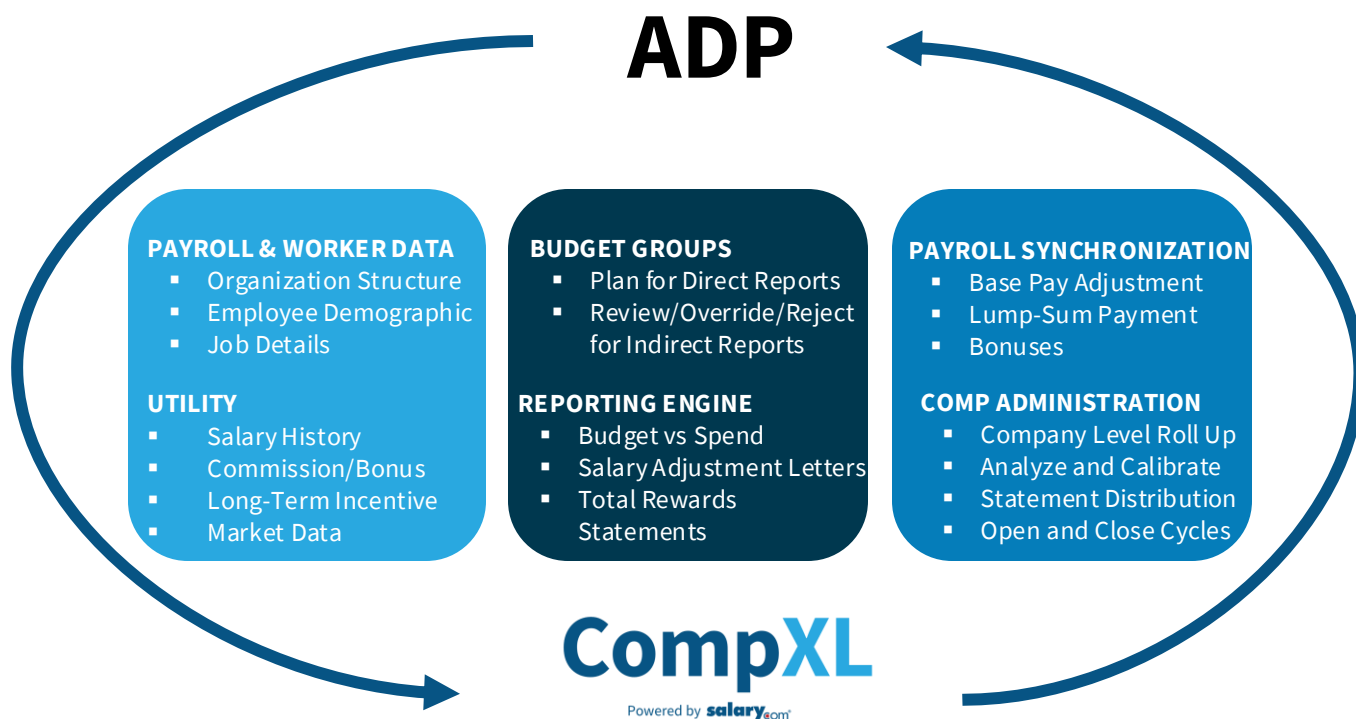 ADP
PAYROLL & WORKER DATA
▪ Organization Structure
▪ Employee Demographic
▪ Job Details
UTILITY
▪ Salary History
▪ Commission/Bonus
▪ Long-Term Incentive
▪ Market Data
BUDGET GROUPS
▪ Plan for Direct Reports
▪ Review/Override/Reject
for Indirect Reports
REPORTING ENGINE
▪ Budget vs Spend
▪ Salary Adjustment Letters
▪ Total Rewards
Statements
PAYROLL SYNCHRONIZATION
▪ Base Pay Adjustment
▪ Lump-Sum Payment
▪ Bonuses
COMP ADMINISTRATION
▪ Company Level Roll Up
▪ Analyze and Calibrate
▪ Statement Distribution
▪ Open and Close Cycles
CompXL
Powered by salary.com®